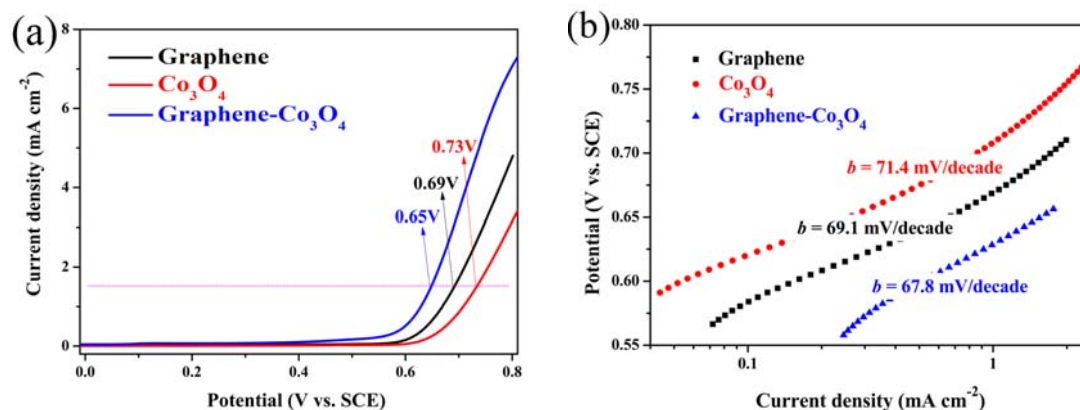 (a)
Graphene
Co₃O₄
Graphene-Co₃O₄
0.73V
0.69V
0.65V
8
6
4
2
0
0.0 0.2 0.4 0.6 0.8
Current density (mA cm⁻²)
Potential (V vs. SCE)
(b)
Graphene
Co₃O₄
Graphene-Co₃O₄
b = 71.4 mV/decade
b = 69.1 mV/decade
b = 67.8 mV/decade
0.80
0.75
0.70
0.65
0.60
0.55
0.1 1
Potential (V vs. SCE)
Current density (mA cm⁻²)